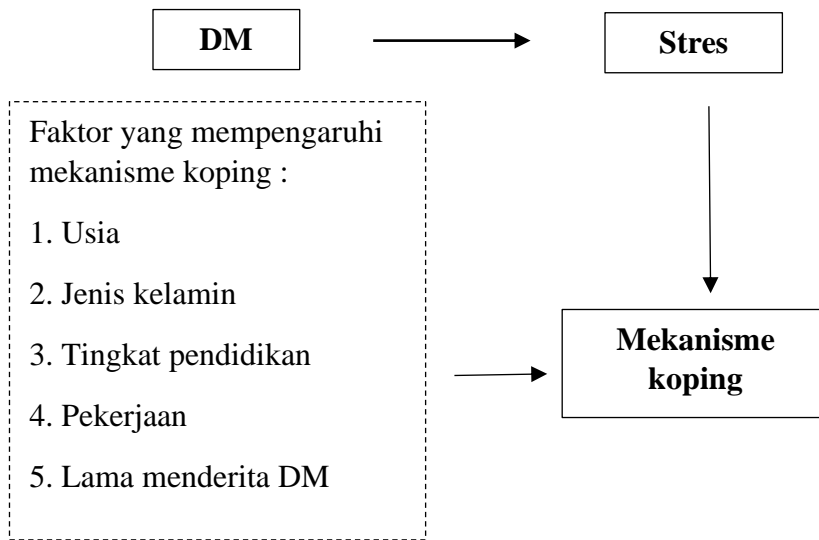 DM
Stres
Faktor yang mempengaruhi
mekanisme koping :
1. Usia
2. Jenis kelamin
3. Tingkat pendidikan
4. Pekerjaan
5. Lama menderita DM
Mekanisme
koping